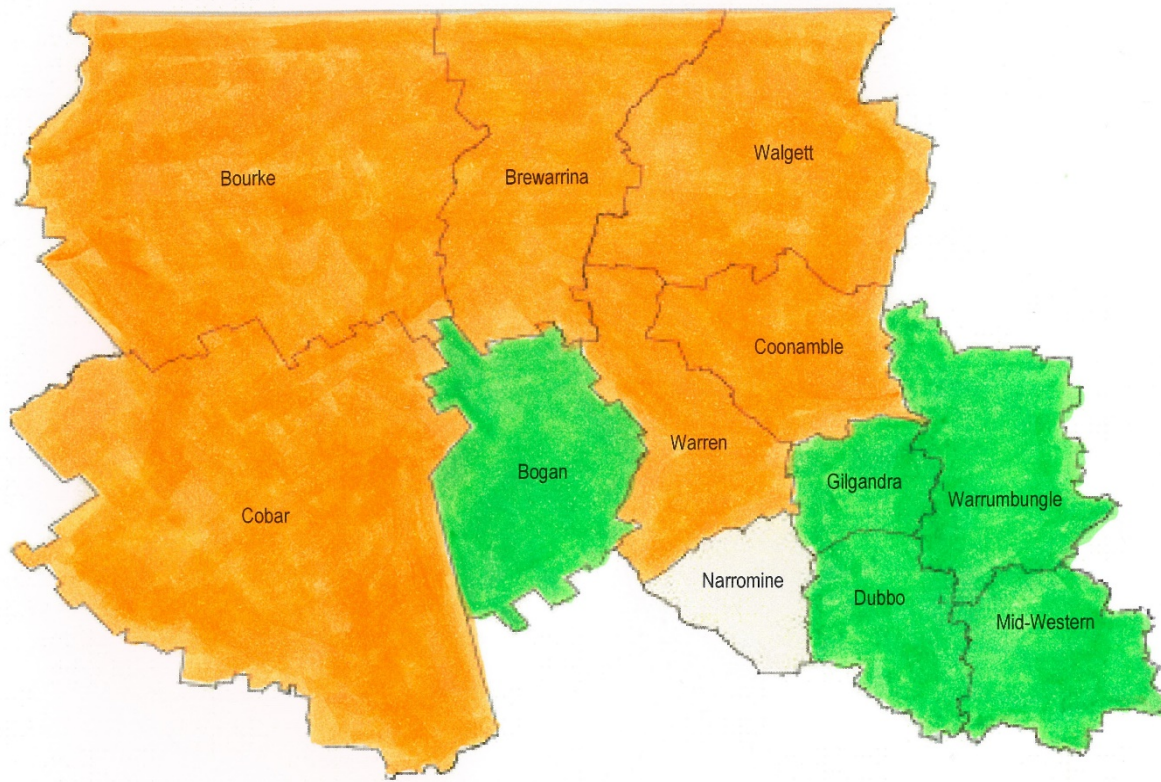 Walgett
Bourke
Brewarrina
Coonamble
Warren
Bogan
Gilgandra
Warrumbungle
Cobar
Narromine
Dubbo
Mid-Western